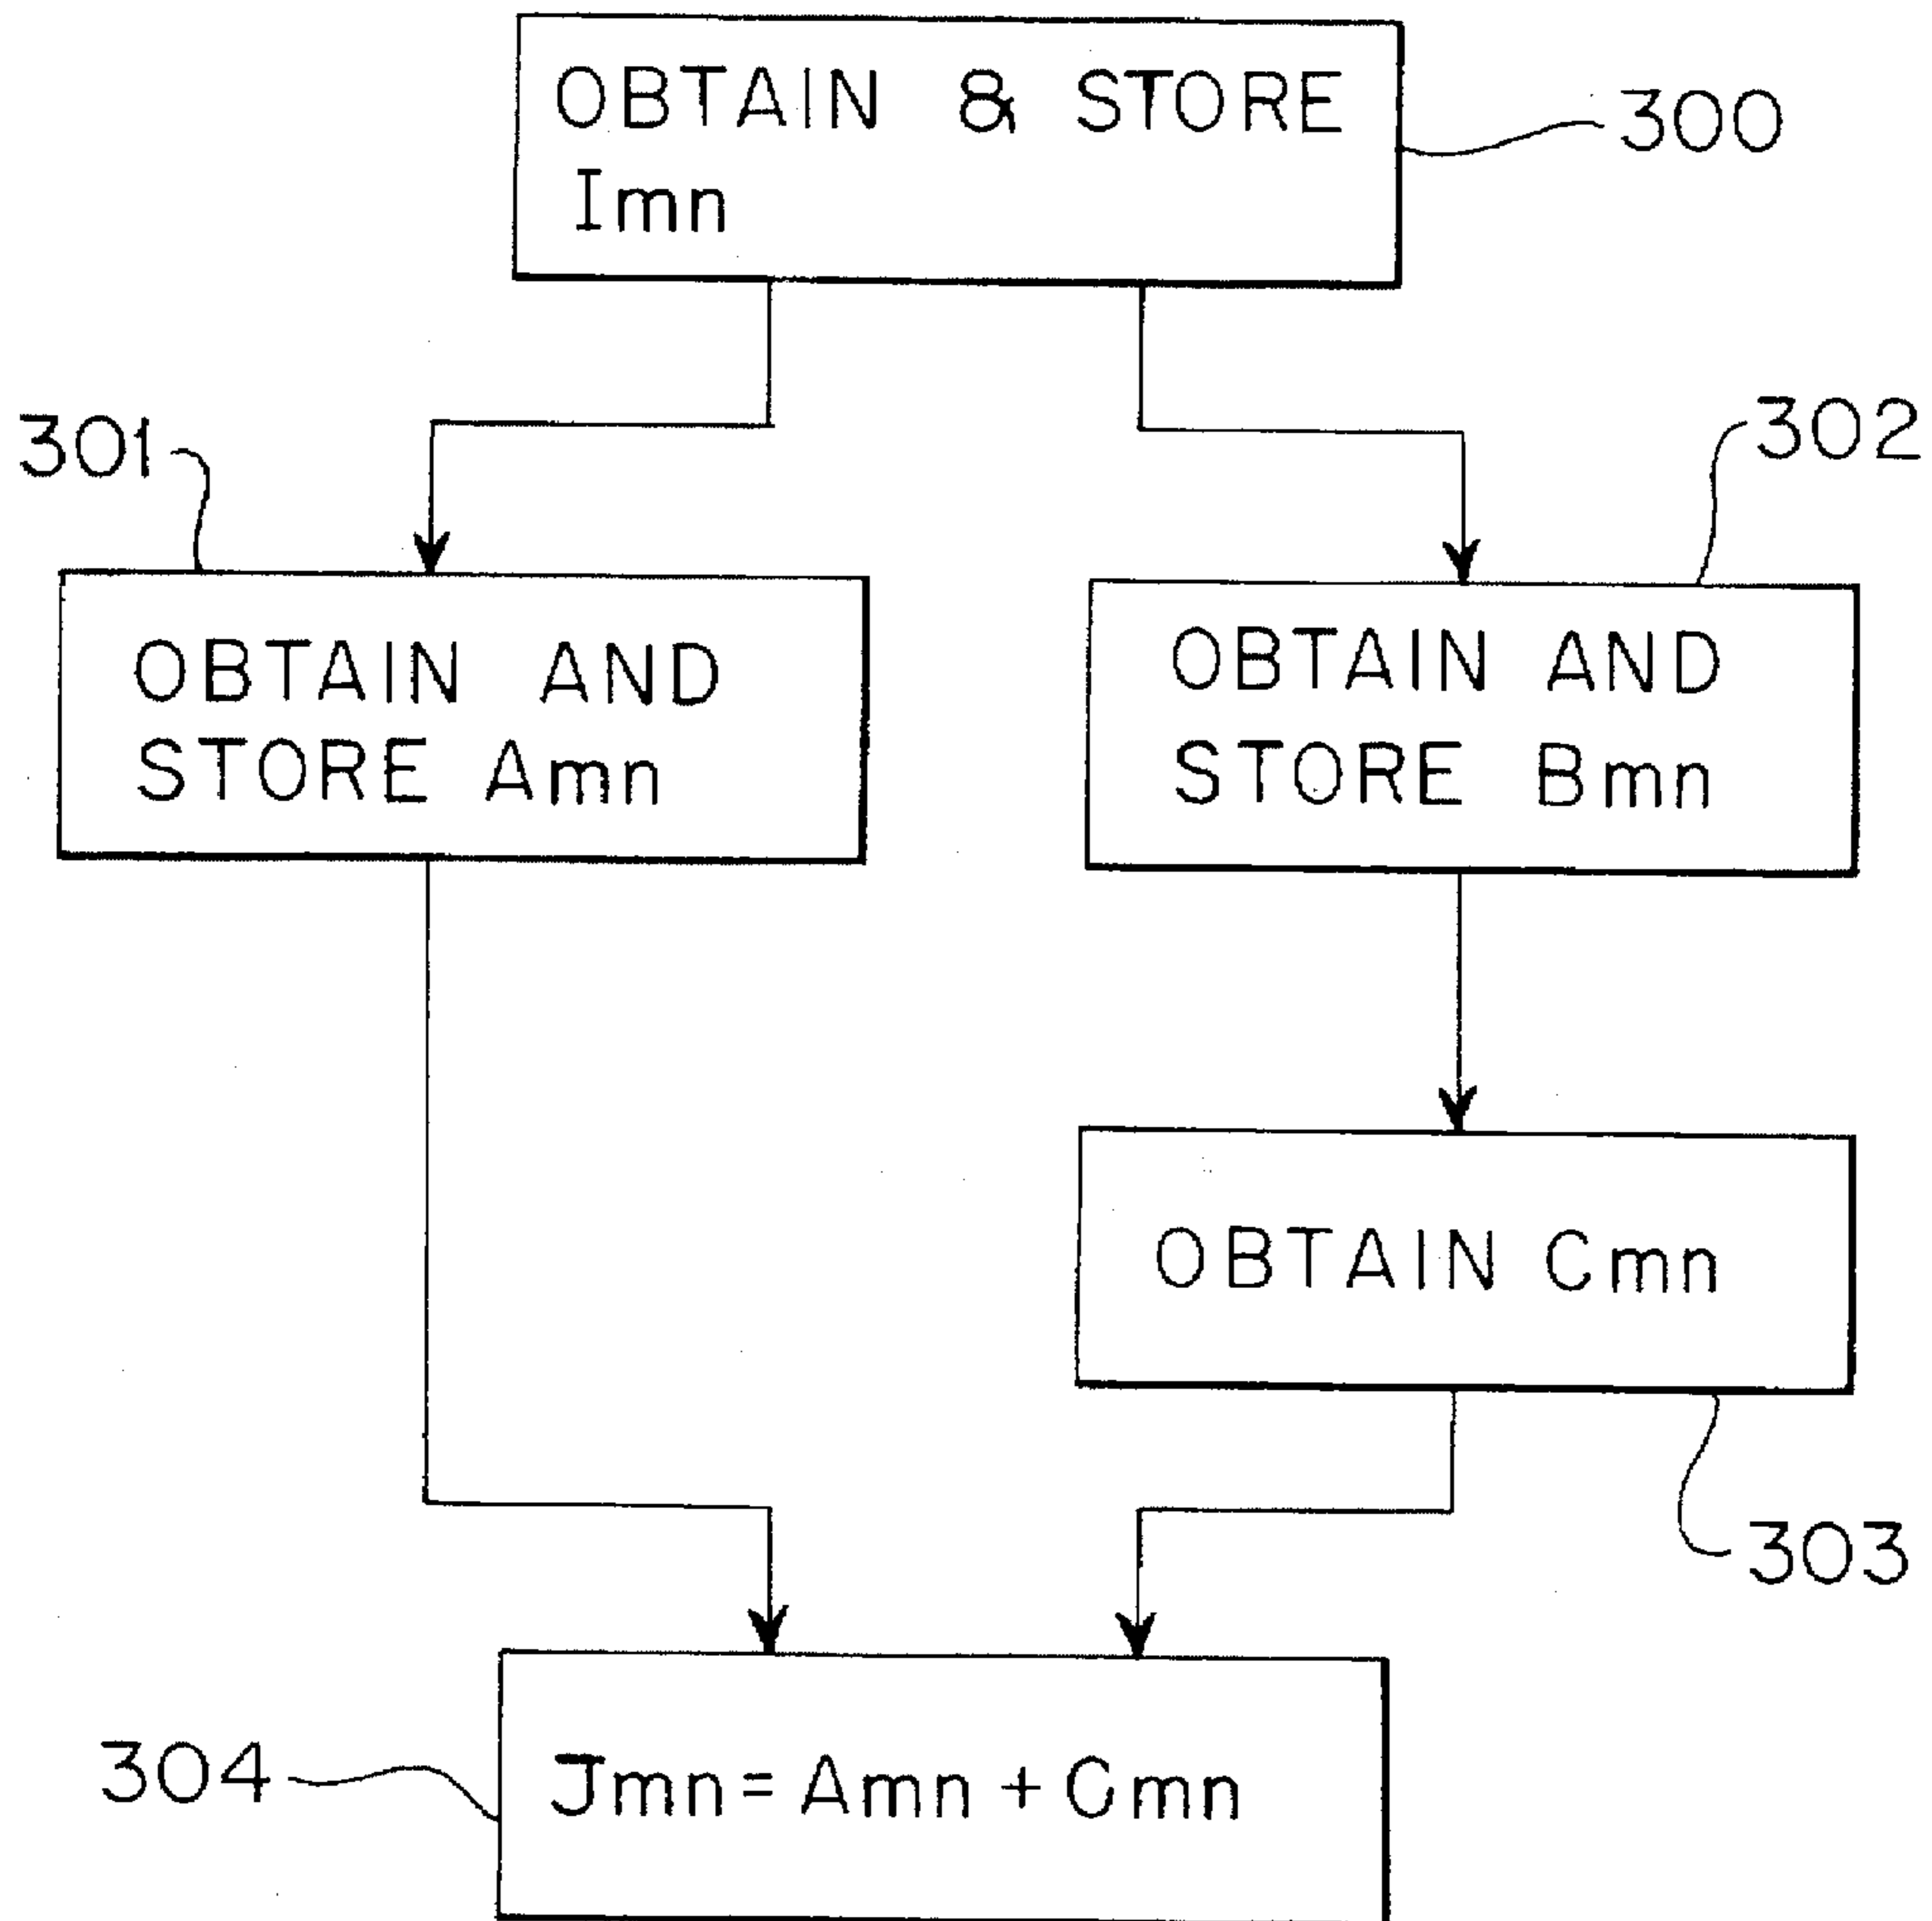 OBTAIN & STORE
Imn
300
301
302
OBTAIN AND
STORE Amn
OBTAIN AND
STORE Bmn
OBTAIN Cmn
303
304
Jmn = Amn + Cmn